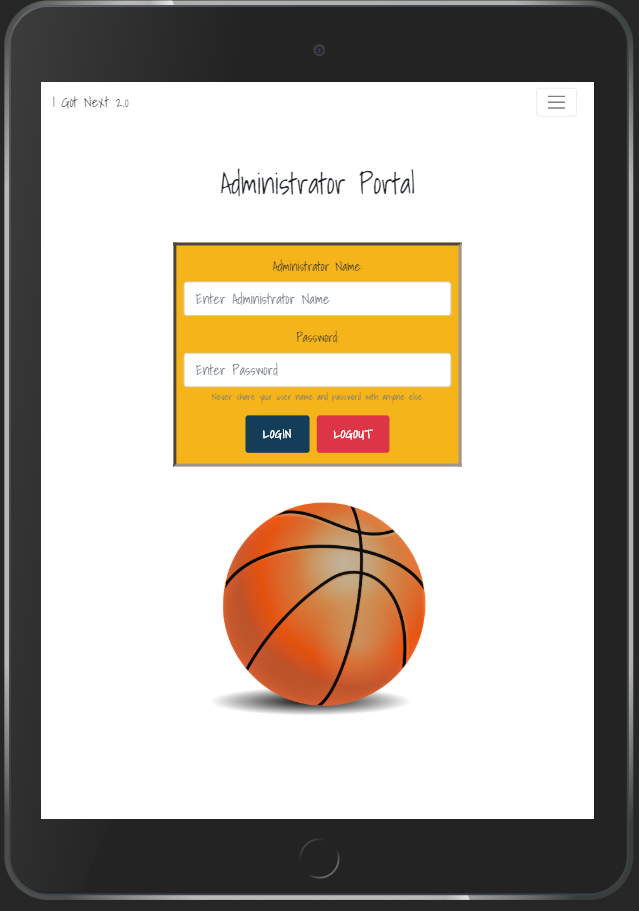 I Got Next 2.0
Administrator Portal
Administrator Name:
Enter Administrator Name
Password:
Enter Password
Never share your user name and password with anyone else.
LOGIN LOGOUT